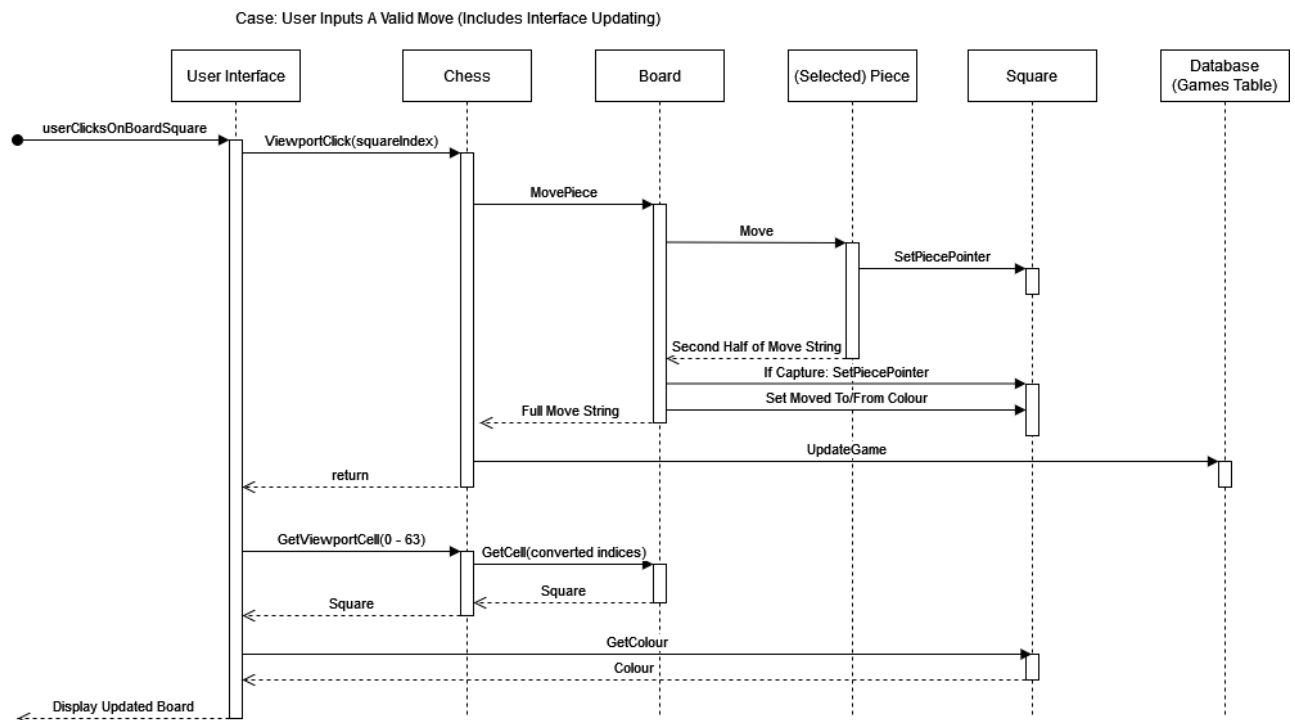 Case: User Inputs A Valid Move (Includes Interface Updating)
User Interface
Chess
Board
(Selected) Piece
Square
Database
(Games Table)
userClicksOnBoardSquare
ViewportClick(squareIndex)
MovePiece
Move
SetPiecePointer
Second Half of Move String
If Capture: SetPiecePointer
Set Moved To/From Colour
Full Move String
UpdateGame
return
GetViewportCell(0 - 63)
GetCell(converted indices)
Square
Square
GetColour
Colour
Display Updated Board